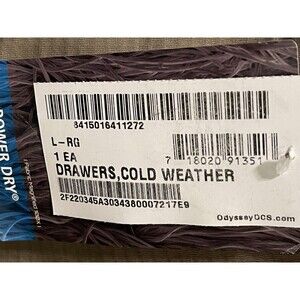 8415016411272
L-RG
1 EA
7 18020 91351
DRAWERS,COLD WEATHER
2F220345A3034380007217E9
OdysseyDCS.com
POWER DRY®